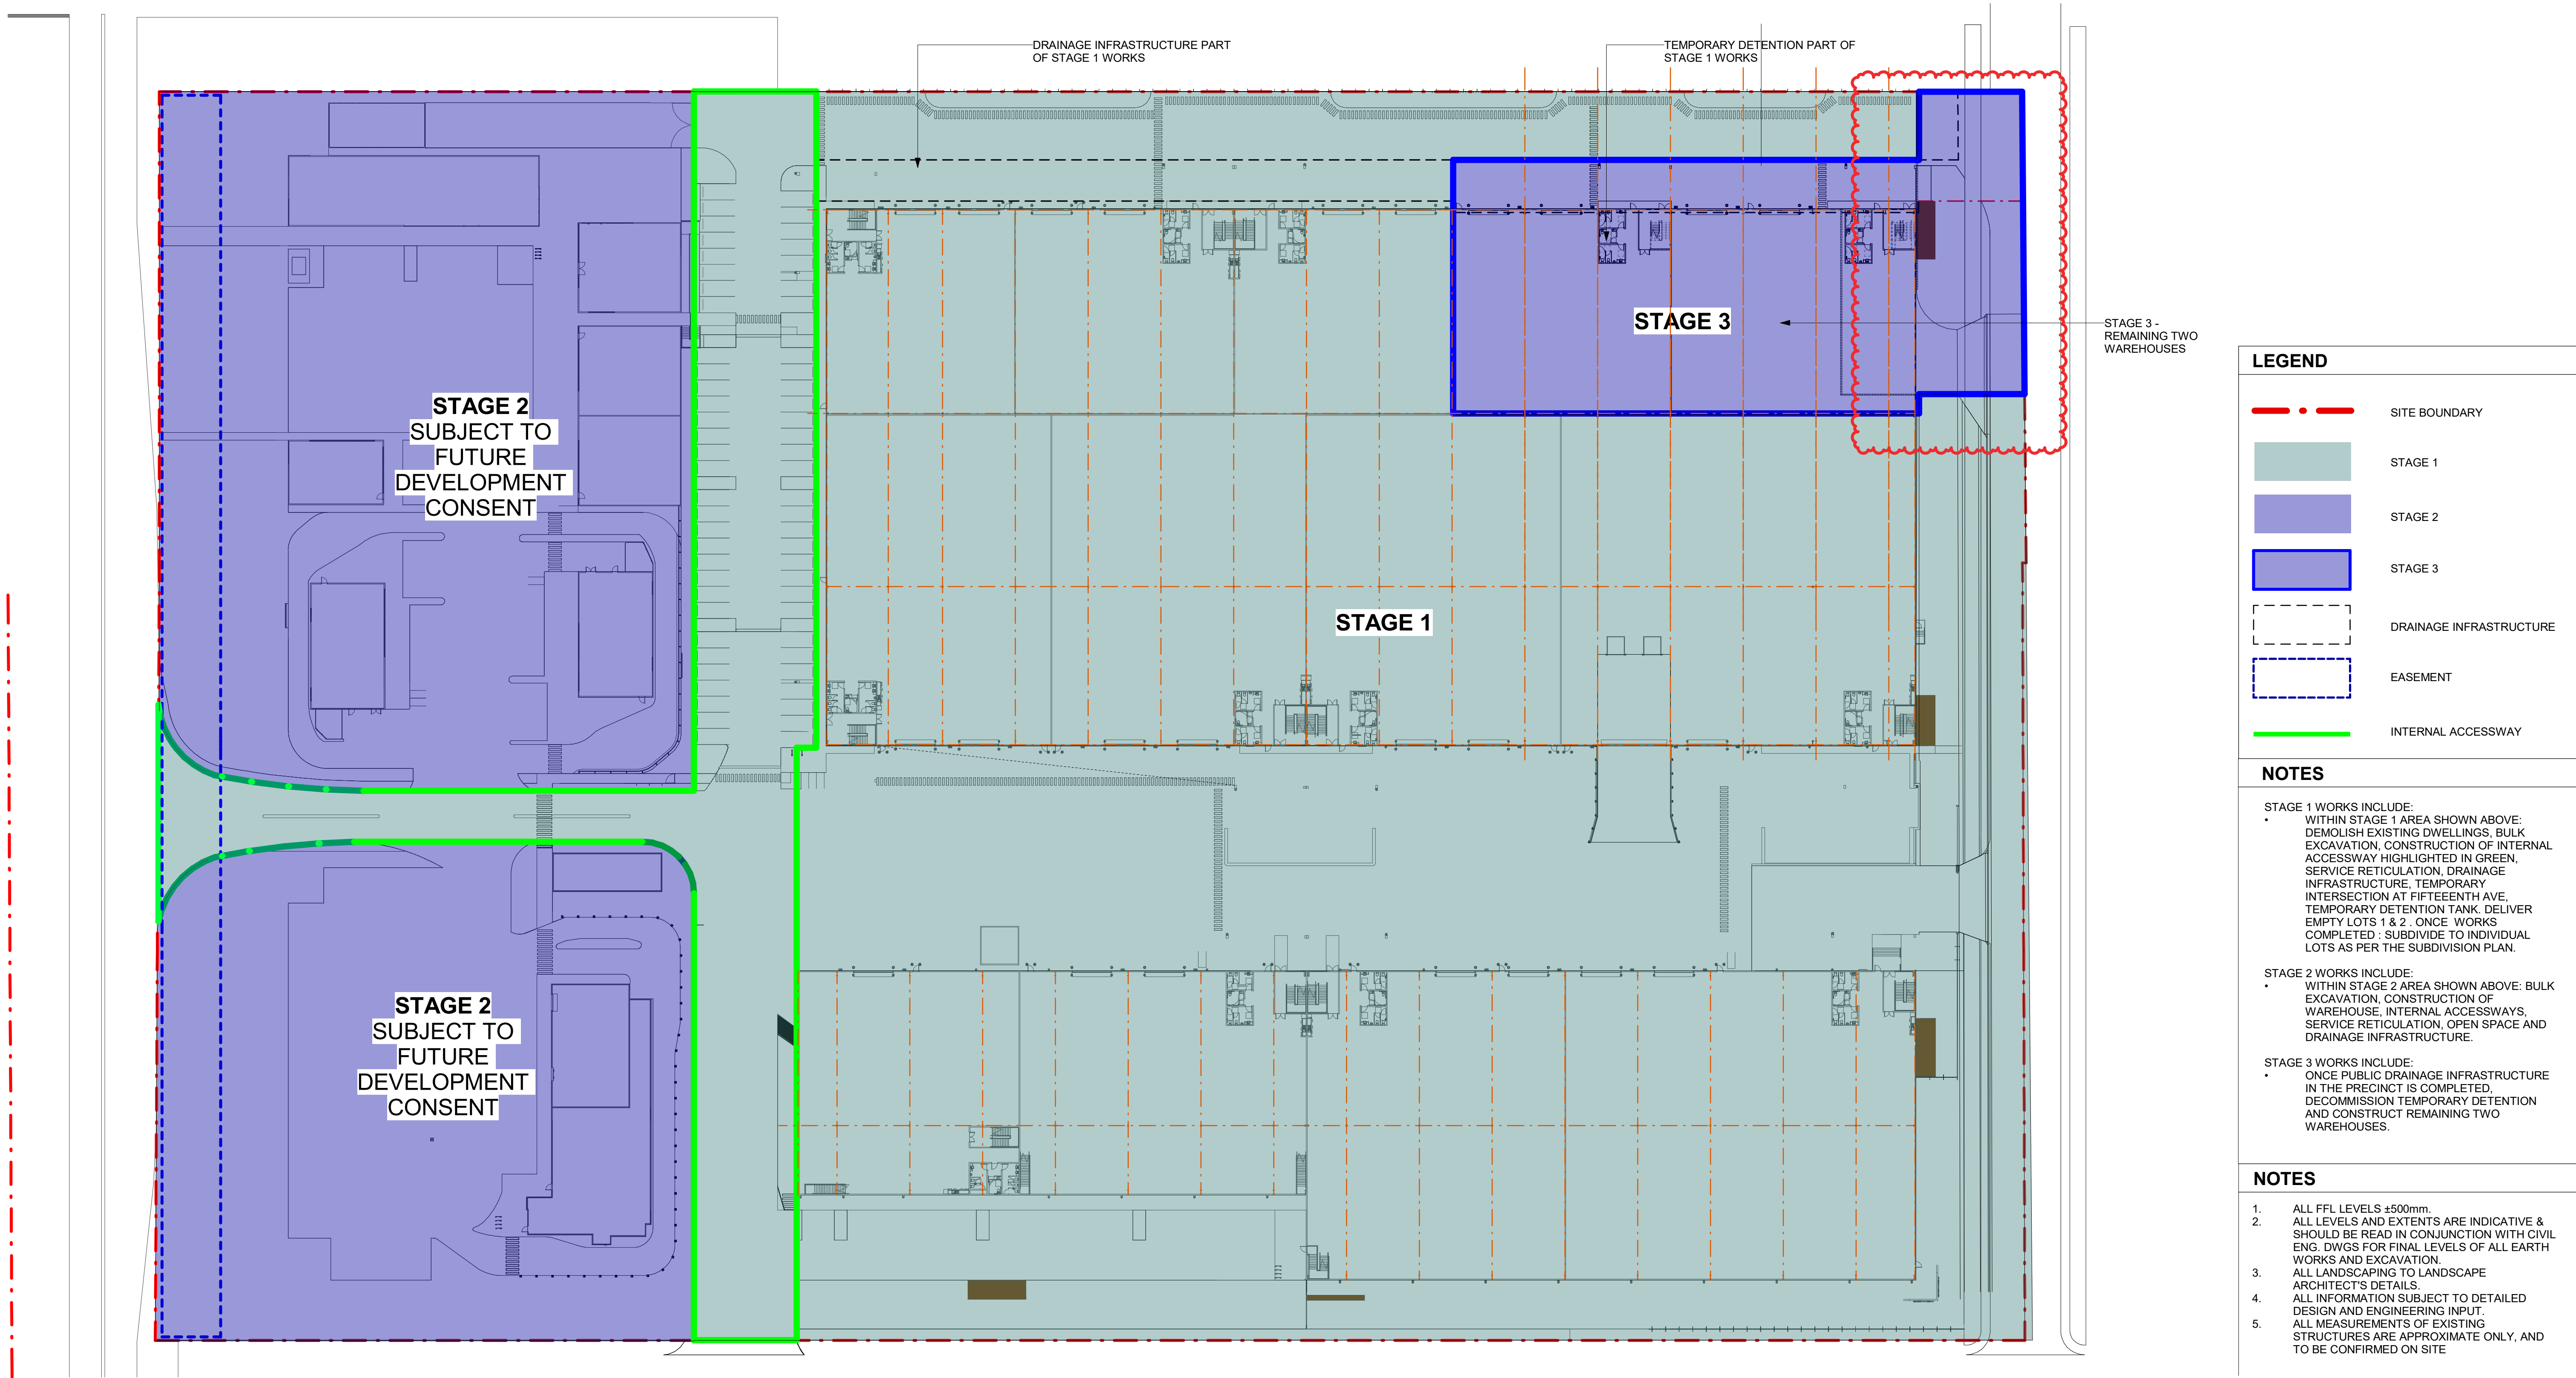 DRAINAGE INFRASTRUCTURE PART
OF STAGE 1 WORKS
TEMPORARY DETENTION PART OF
STAGE 1 WORKS
STAGE 3
STAGE 3 -
REMAINING TWO
WAREHOUSES
STAGE 2
SUBJECT TO
FUTURE
DEVELOPMENT
CONSENT
STAGE 1
STAGE 2
SUBJECT TO
FUTURE
DEVELOPMENT
CONSENT
LEGEND
SITE BOUNDARY
STAGE 1
STAGE 2
STAGE 3
DRAINAGE INFRASTRUCTURE
EASEMENT
INTERNAL ACCESSWAY
NOTES
STAGE 1 WORKS INCLUDE:
• WITHIN STAGE 1 AREA SHOWN ABOVE:
DEMOLISH EXISTING DWELLINGS, BULK
EXCAVATION, CONSTRUCTION OF INTERNAL
ACCESSWAY HIGHLIGHTED IN GREEN,
SERVICE RETICULATION, DRAINAGE
INFRASTRUCTURE, TEMPORARY
INTERSECTION AT FIFTEEENTH AVE,
TEMPORARY DETENTION TANK. DELIVER
EMPTY LOTS 1 & 2 . ONCE WORKS
COMPLETED : SUBDIVIDE TO INDIVIDUAL
LOTS AS PER THE SUBDIVISION PLAN.
STAGE 2 WORKS INCLUDE:
• WITHIN STAGE 2 AREA SHOWN ABOVE: BULK
EXCAVATION, CONSTRUCTION OF
WAREHOUSE, INTERNAL ACCESSWAYS,
SERVICE RETICULATION, OPEN SPACE AND
DRAINAGE INFRASTRUCTURE.
STAGE 3 WORKS INCLUDE:
• ONCE PUBLIC DRAINAGE INFRASTRUCTURE
IN THE PRECINCT IS COMPLETED,
DECOMMISSION TEMPORARY DETENTION
AND CONSTRUCT REMAINING TWO
WAREHOUSES.
NOTES
1. ALL FFL LEVELS ±500mm.
2. ALL LEVELS AND EXTENTS ARE INDICATIVE &
SHOULD BE READ IN CONJUNCTION WITH CIVIL
ENG. DWGS FOR FINAL LEVELS OF ALL EARTH
WORKS AND EXCAVATION.
3. ALL LANDSCAPING TO LANDSCAPE
ARCHITECT'S DETAILS.
4. ALL INFORMATION SUBJECT TO DETAILED
DESIGN AND ENGINEERING INPUT.
5. ALL MEASUREMENTS OF EXISTING
STRUCTURES ARE APPROXIMATE ONLY, AND
TO BE CONFIRMED ON SITE